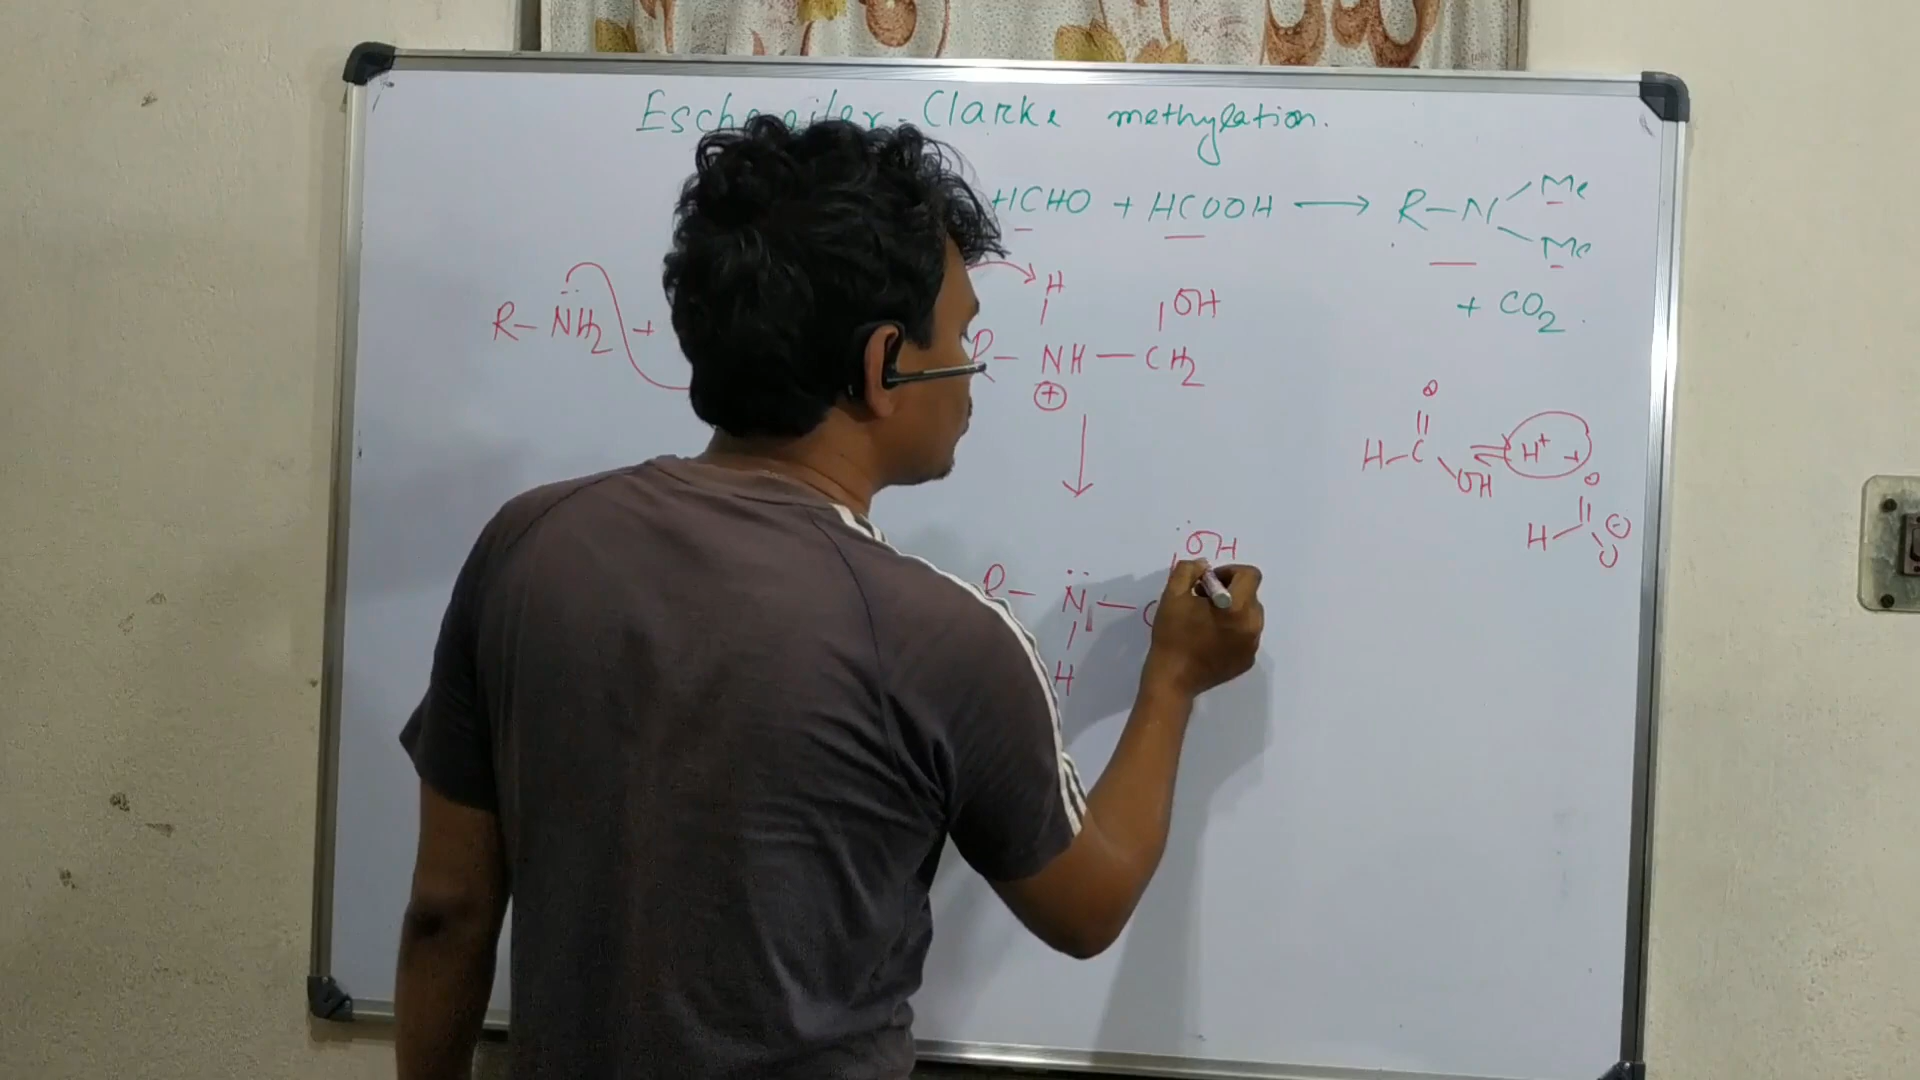 Eschweiler-Clarke methylation.
HCHO + HCOOH ⟶ R-N Me
Me
+ CO2
R-NH2 +
H OH
R - NH - CH2
⊕
O
H-C OH ⇌ H+ +
O
H O ⊖
OH
R - N - C
H